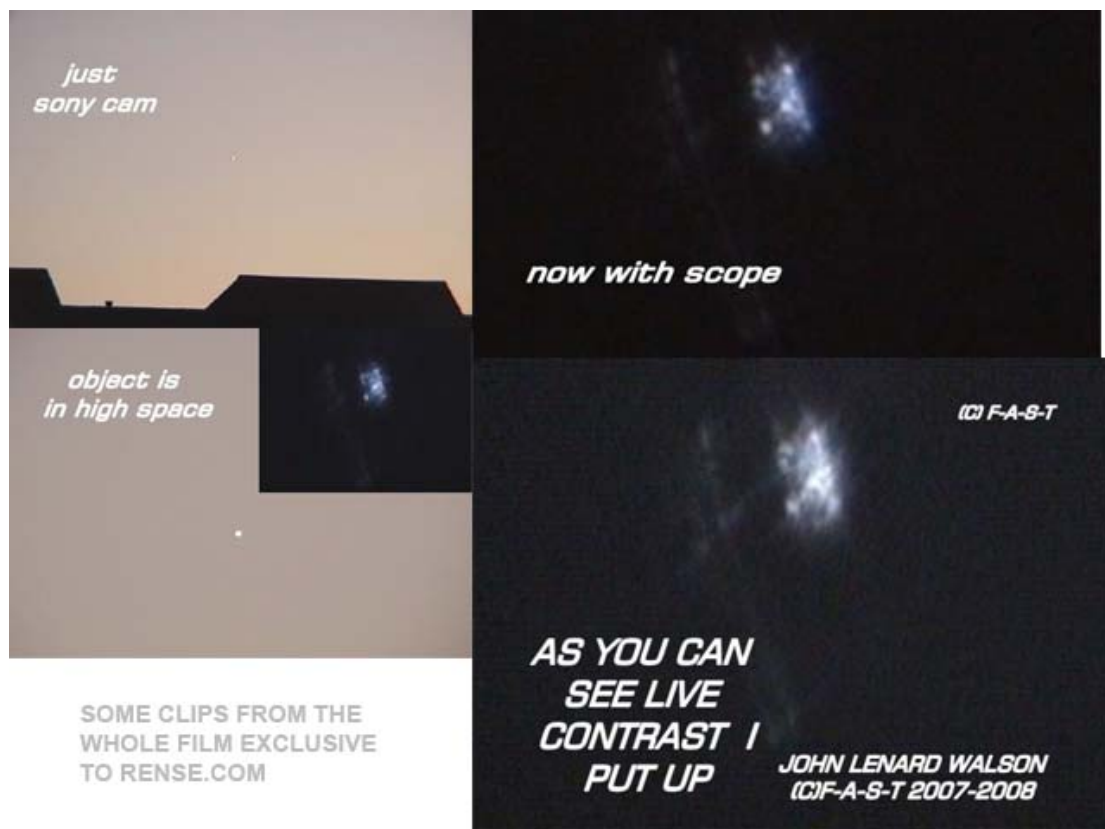 just
sony cam
now with scope
object is
in high space
(C) F-A-S-T
AS YOU CAN
SEE LIVE
CONTRAST I
PUT UP
JOHN LENARD WALSON
(C)F-A-S-T 2007-2008
SOME CLIPS FROM THE
WHOLE FILM EXCLUSIVE
TO RENSE.COM